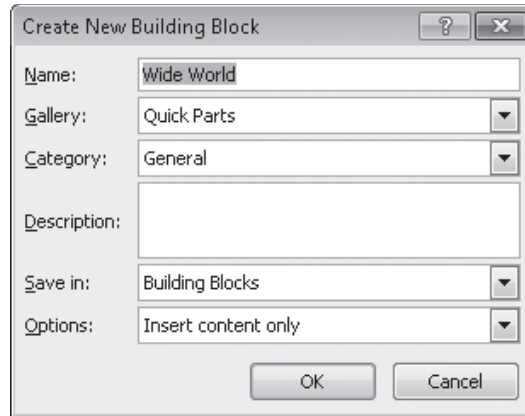 Create New Building Block
Name: Wide World
Gallery: Quick Parts
Category: General
Description:
Save in: Building Blocks
Options: Insert content only
OK Cancel